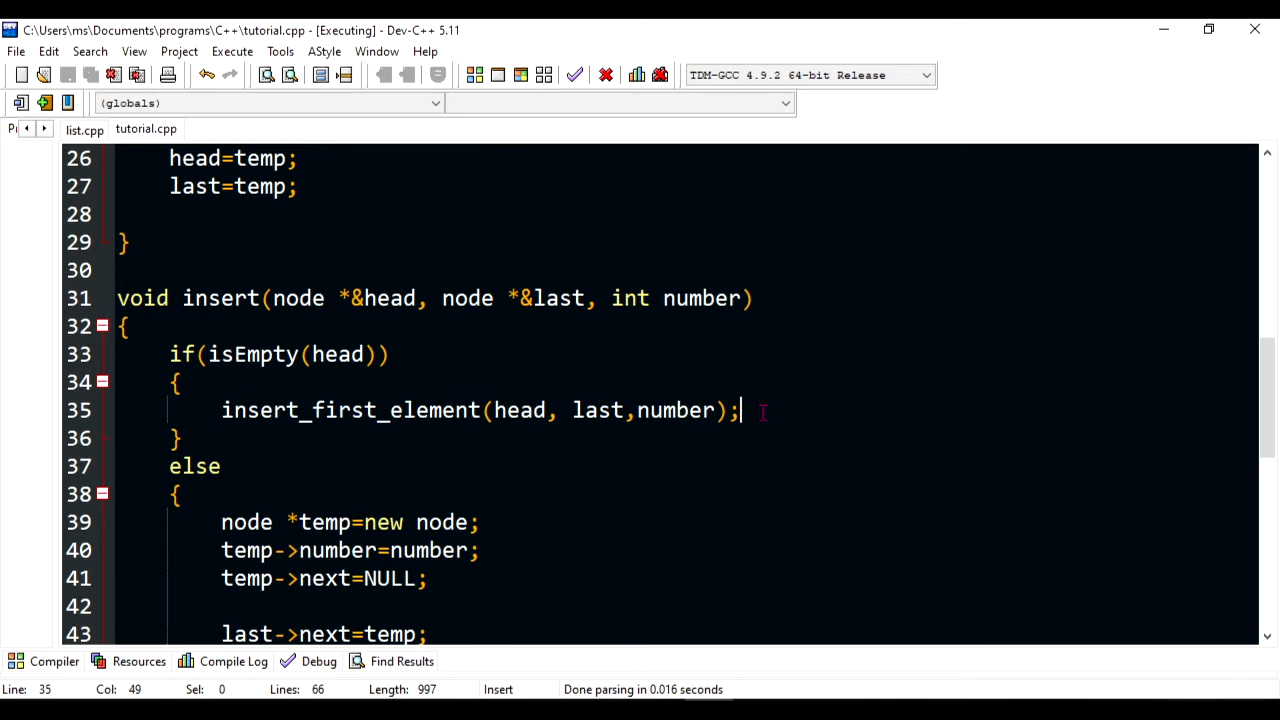 C:\Users\ms\Documents\programs\C++\tutorial.cpp - [Executing] - Dev-C++ 5.11
File Edit Search View Project Execute Tools AStyle Window Help
TDM-GCC 4.9.2 64-bit Release
(globals)
list.cpp tutorial.cpp
26 head=temp;
27 last=temp;
28
29 }
30
31 void insert(node *&head, node *&last, int number)
32 {
33 if(isEmpty(head))
34 {
35 insert_first_element(head, last,number);
36 }
37 else
38 {
39 node *temp=new node;
40 temp->number=number;
41 temp->next=NULL;
42
43 last->next=temp;
Compiler Resources Compile Log Debug Find Results
Line: 35 Col: 49 Sel: 0 Lines: 66 Length: 997 Insert Done parsing in 0.016 seconds